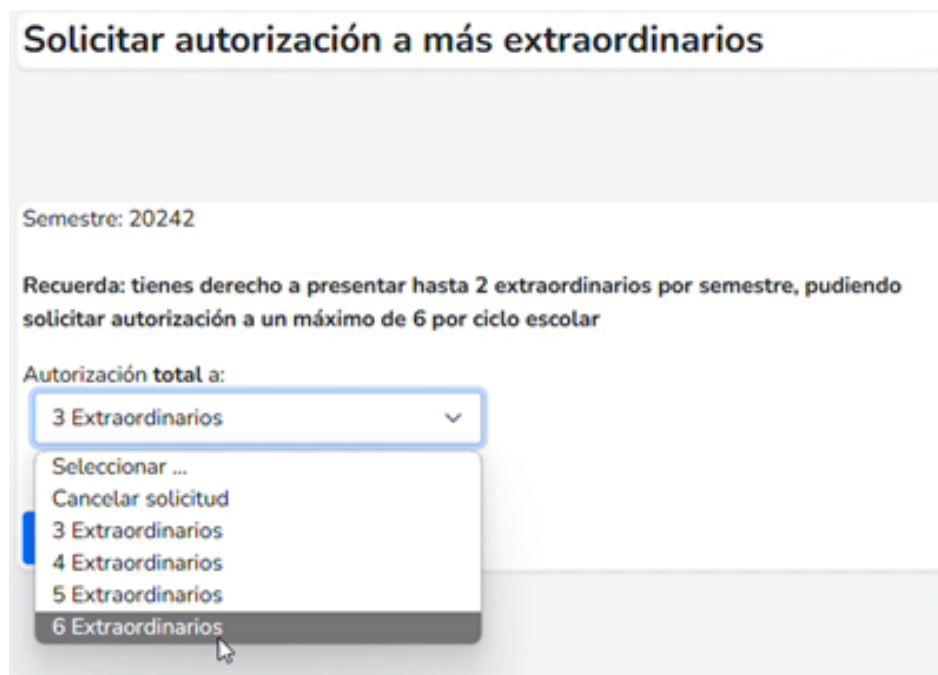 Solicitar autorización a más extraordinarios
Semestre: 20242
Recuerda: tienes derecho a presentar hasta 2 extraordinarios por semestre, pudiendo
solicitar autorización a un máximo de 6 por ciclo escolar
Autorización total a:
3 Extraordinarios
Seleccionar ...
Cancelar solicitud
3 Extraordinarios
4 Extraordinarios
5 Extraordinarios
6 Extraordinarios